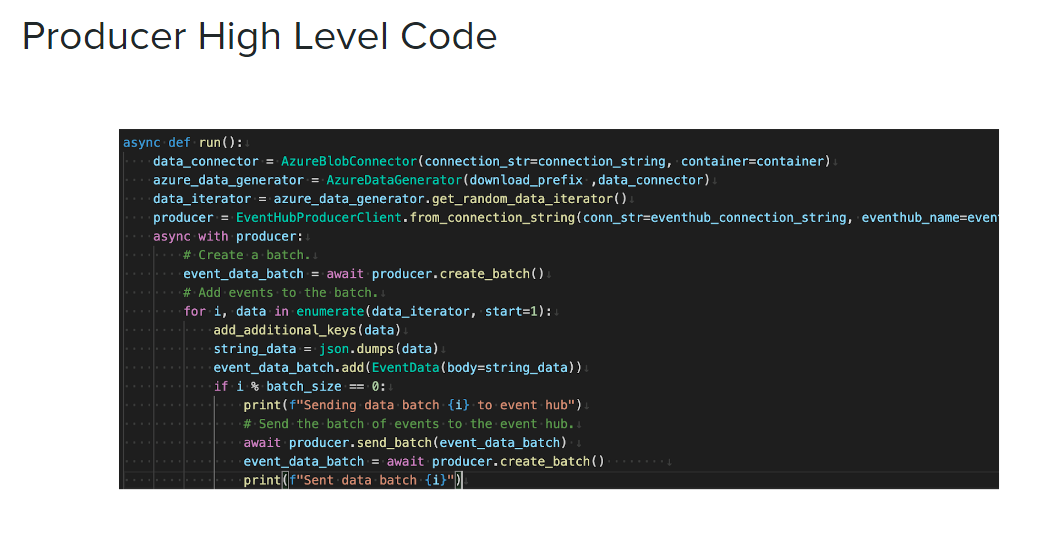 Producer High Level Code
async def run():
    data_connector = AzureBlobConnector(connection_str=connection_string, container=container)
    azure_data_generator = AzureDataGenerator(download_prefix ,data_connector)
    data_iterator = azure_data_generator.get_random_data_iterator()
    producer = EventHubProducerClient.from_connection_string(conn_str=eventhub_connection_string, eventhub_name=even
    async with producer:
        # Create a batch.
        event_data_batch = await producer.create_batch()
        # Add events to the batch.
        for i, data in enumerate(data_iterator, start=1):
            add_additional_keys(data)
            string_data = json.dumps(data)
            event_data_batch.add(EventData(body=string_data))
            if i % batch_size == 0:
                print(f"Sending data batch {i} to event hub")
                # Send the batch of events to the event hub.
                await producer.send_batch(event_data_batch)
                event_data_batch = await producer.create_batch()
                print(f"Sent data batch {i}")